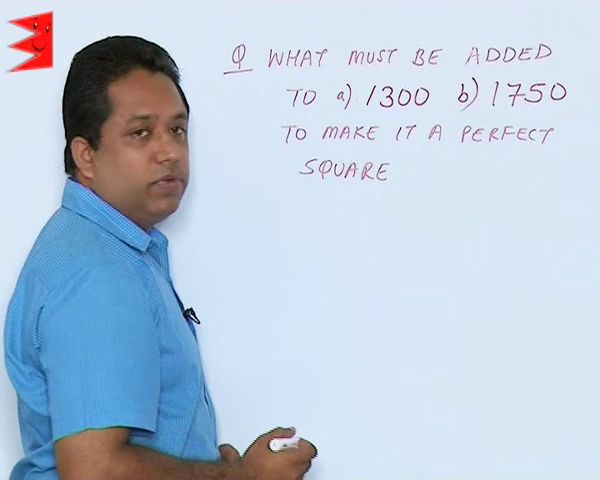 Q WHAT MUST BE ADDED
TO a) 1300 b) 1750
TO MAKE IT A PERFECT
SQUARE